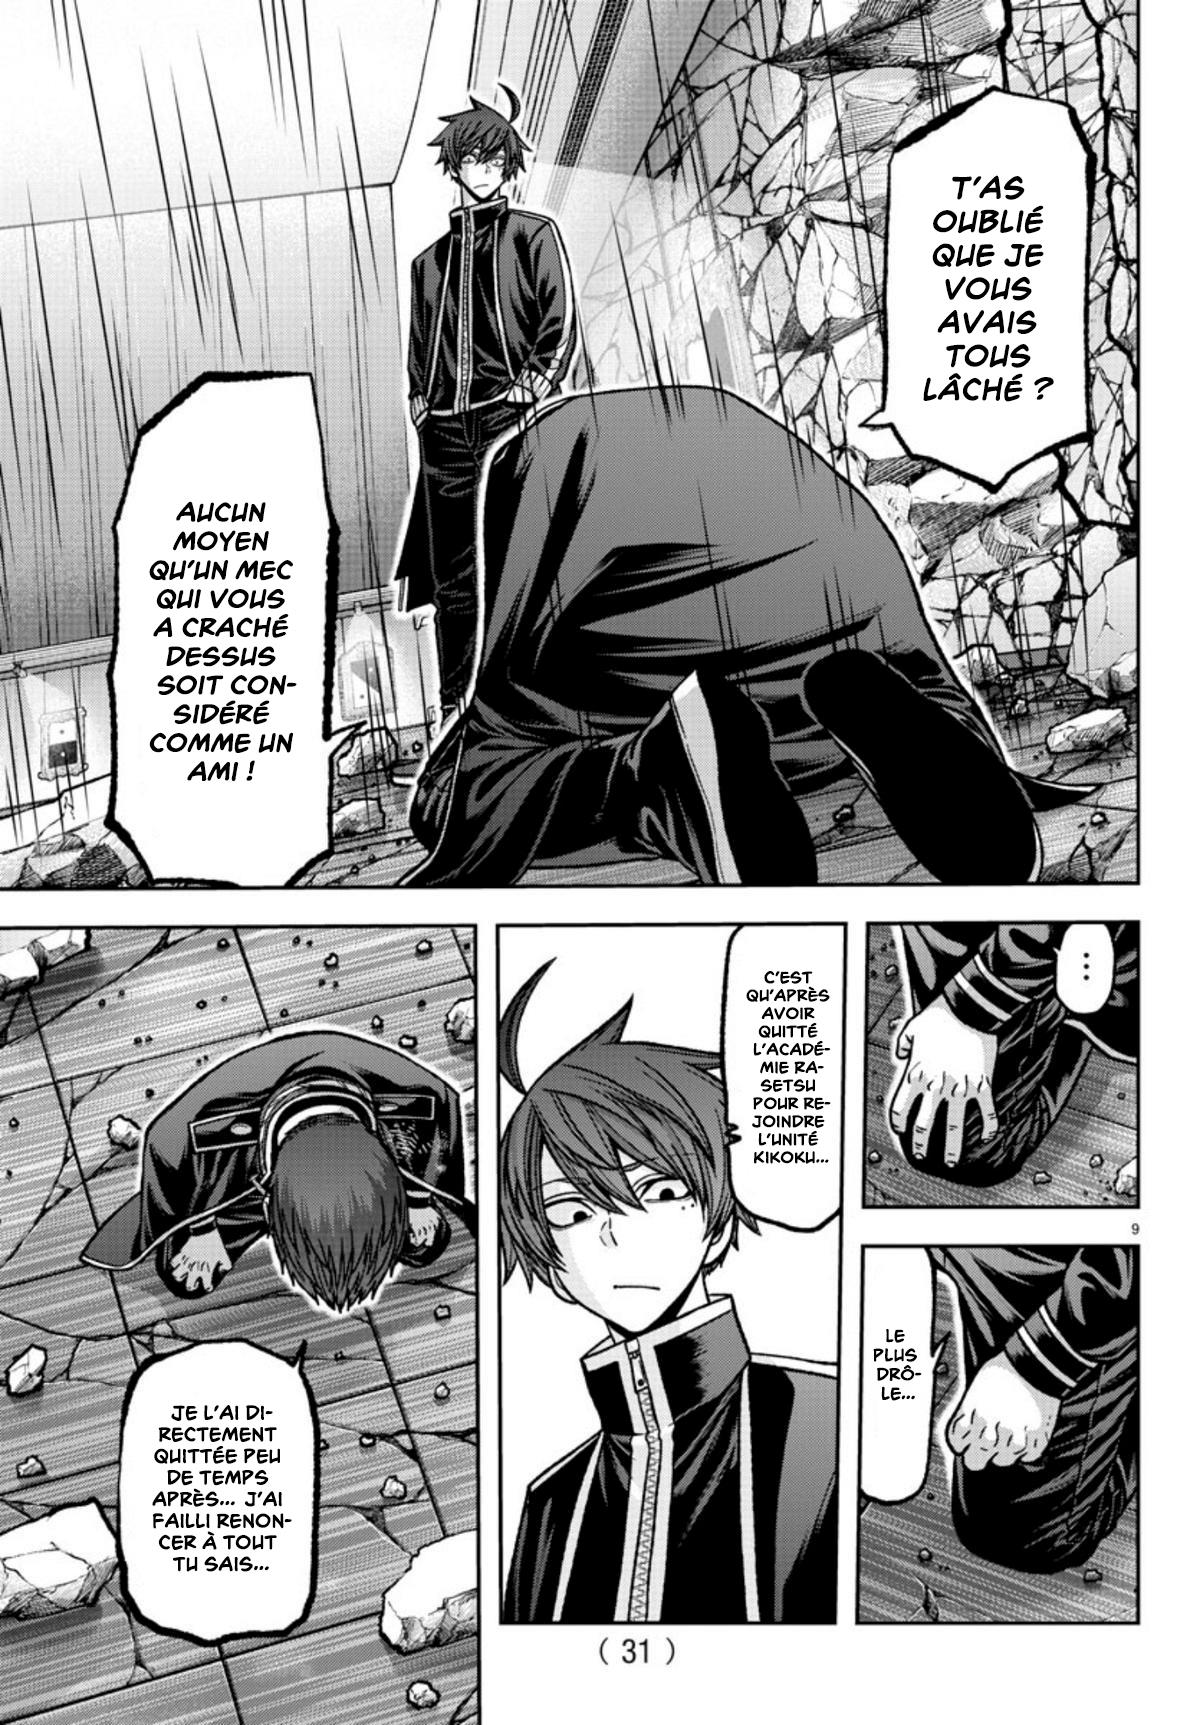 T'AS
OUBLIÉ
QUE JE
VOUS
AVAIS
TOUS
LÂCHÉ ?
AUCUN
MOYEN
QU'UN MEC
QUI VOUS
A CRACHÉ
DESSUS
SOIT CON-
SIDÉRÉ
COMME UN
AMI !
...
9
LE
PLUS
DRÔ-
LE...
C'EST
QU'APRÈS
AVOIR
QUITTÉ
L'ACADÉ-
MIE RA-
SETSU
POUR RE-
JOINDRE
L'UNITÉ
KIKOKU...
JE L'AI DI-
RECTEMENT
QUITTÉE PEU
DE TEMPS
APRÈS... J'AI
FAILLI RENON-
CER À TOUT
TU SAIS...
( 31 )